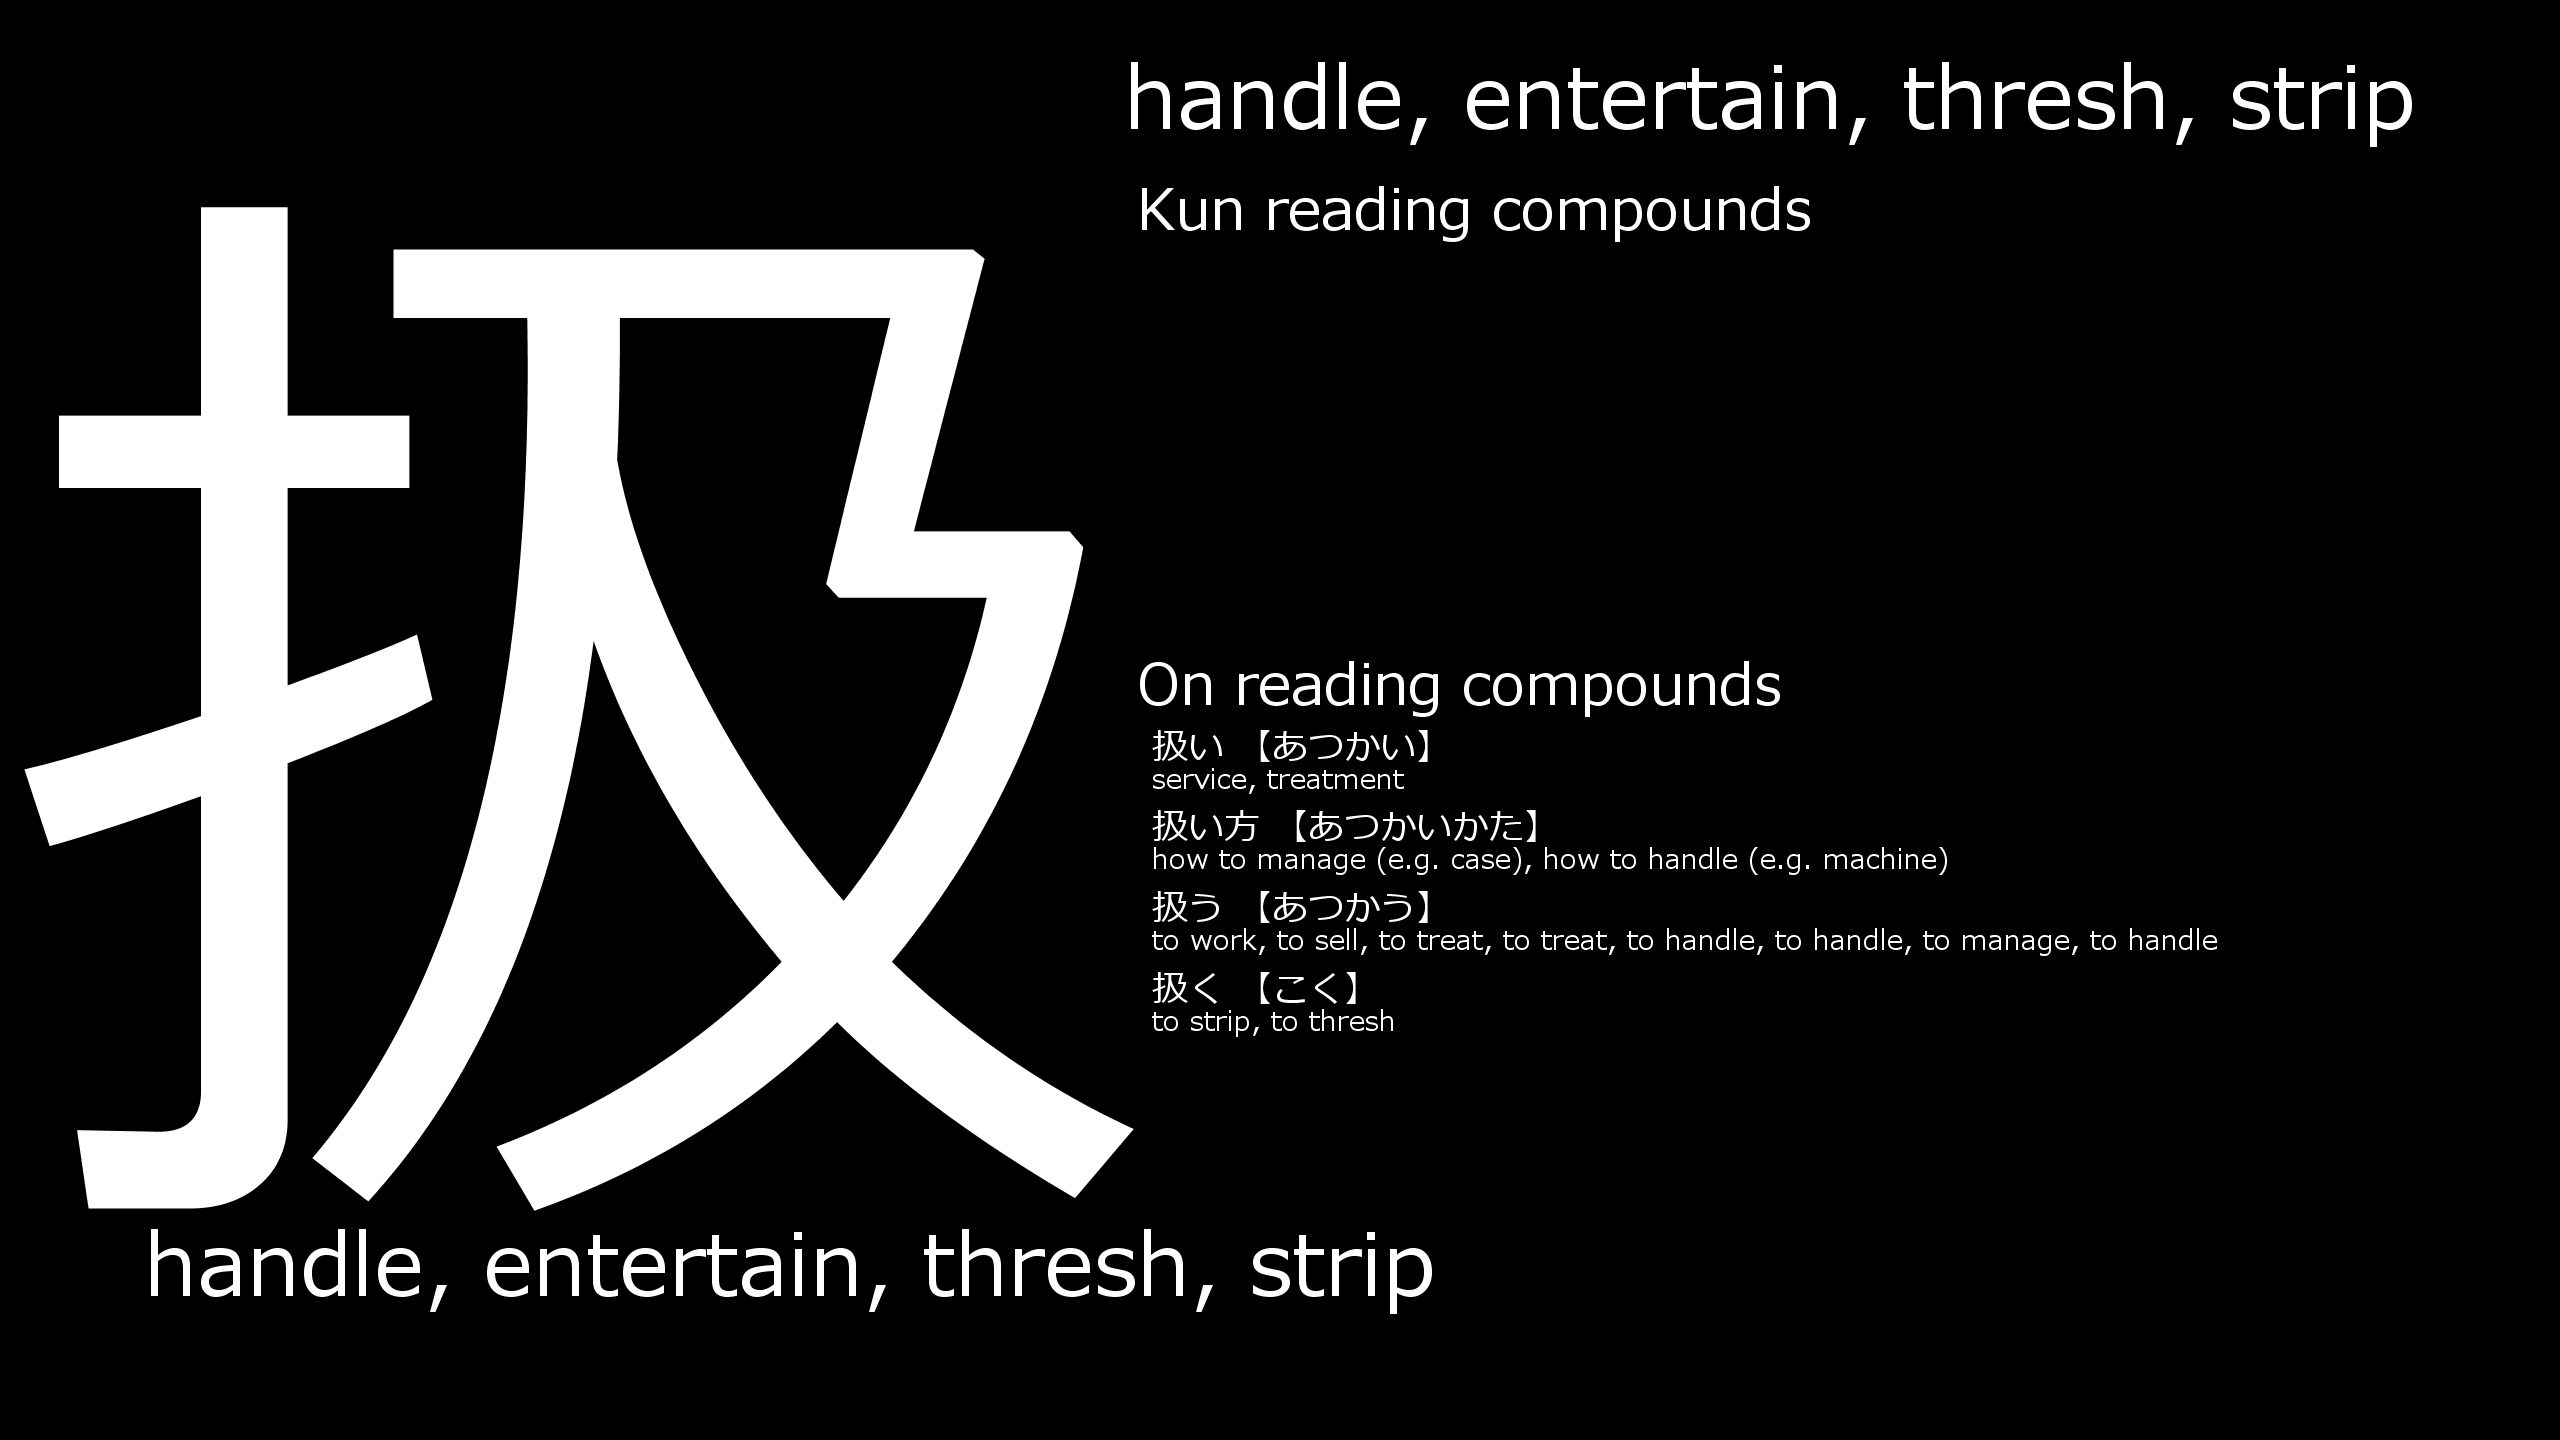 扱
handle, entertain, thresh, strip
Kun reading compounds
On reading compounds
扱い 【あつかい】
service, treatment
扱い方 【あつかいかた】
how to manage (e.g. case), how to handle (e.g. machine)
扱う 【あつかう】
to work, to sell, to treat, to treat, to handle, to handle, to manage, to handle
扱く 【こく】
to strip, to thresh
handle, entertain, thresh, strip